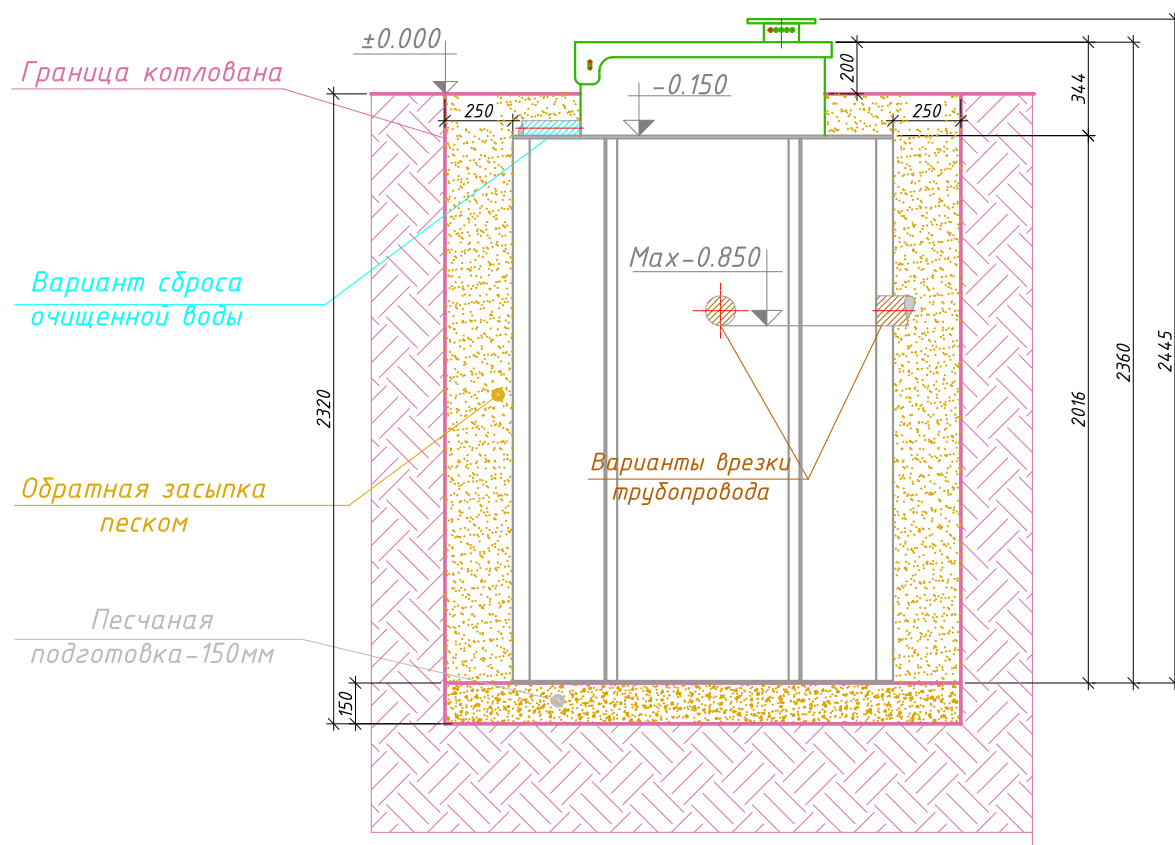 ±0.000
Граница котлована
-0.150
200
344
250
250
Вариант сброса
очищенной воды
Max-0.850
2320
2016
2360
2445
Варианты врезки
трубопровода
Обратная засыпка
песком
Песчаная
подготовка-150мм
150